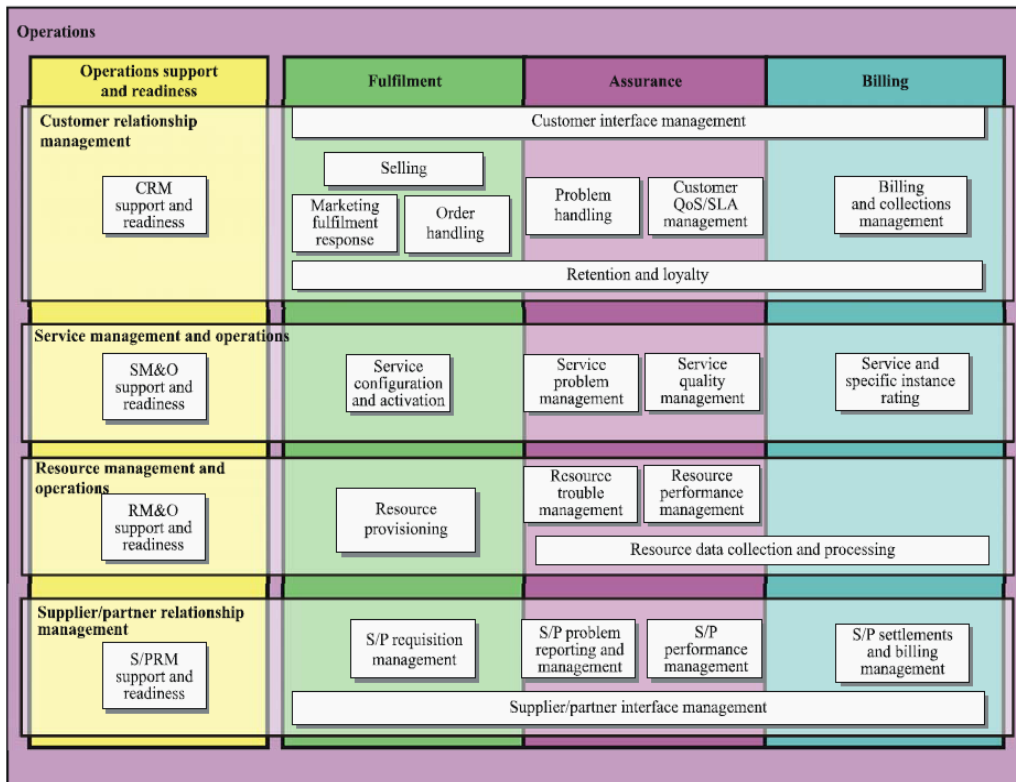 Operations
Operations support
and readiness
Fulfilment
Assurance
Billing
Customer relationship
management
Customer interface management
Selling
CRM
support and
readiness
Marketing
fulfilment
response
Order
handling
Problem
handling
Customer
QoS/SLA
management
Billing
and collections
management
Retention and loyalty
Service management and operations
SM&O
support and
readiness
Service
configuration
and activation
Service
problem
management
Service
quality
management
Service and
specific instance
rating
Resource management and
operations
RM&O
support and
readiness
Resource
provisioning
Resource
trouble
management
Resource
performance
management
Resource data collection and processing
Supplier/partner relationship
management
S/PRM
support and
readiness
S/P requisition
management
S/P problem
reporting and
management
S/P
performance
management
S/P settlements
and billing
management
Supplier/partner interface management